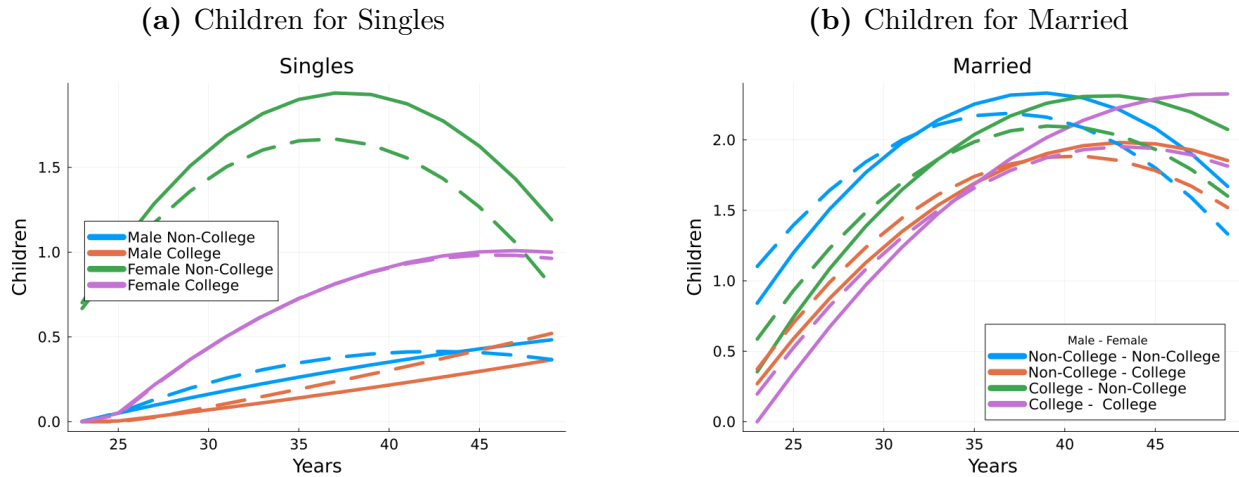 (a) Children for Singles
Singles
Children
1.5
1.0
0.5
0.0
Male Non-College
Male College
Female Non-College
Female College
25 30 35 40 45
Years
(b) Children for Married
Married
Children
2.0
1.5
1.0
0.5
0.0
Male - Female
Non-College - Non-College
Non-College - College
College - Non-College
College -  College
25 30 35 40 45
Years